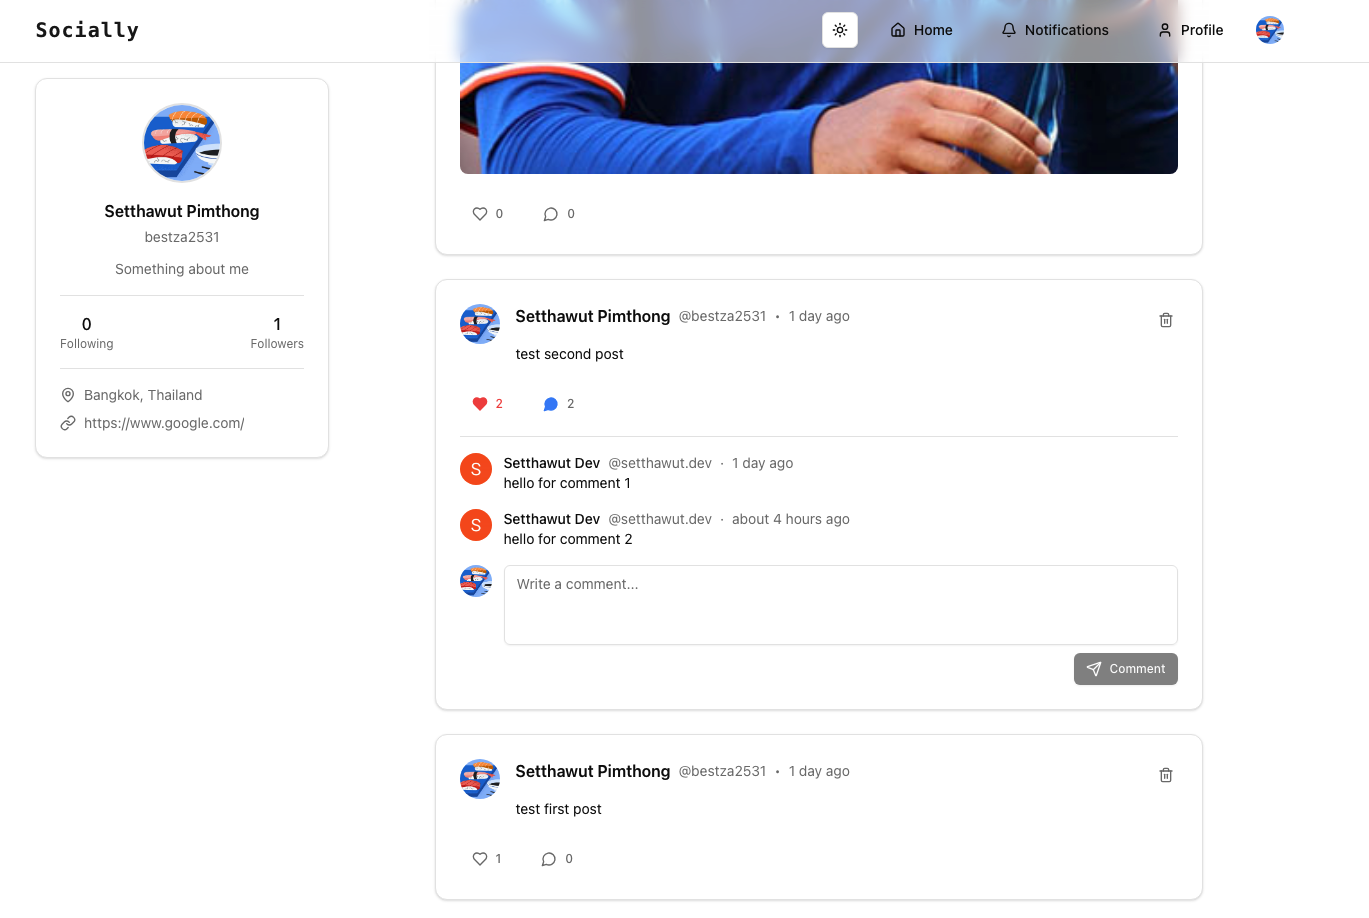 Socially
Home
Notifications
Profile
Setthawut Pimthong
bestza2531
Something about me
0
Following
1
Followers
Bangkok, Thailand
https://www.google.com/
0
0
Setthawut Pimthong @bestza2531 • 1 day ago
test second post
2
2
S
Setthawut Dev @setthawut.dev · 1 day ago
hello for comment 1
S
Setthawut Dev @setthawut.dev · about 4 hours ago
hello for comment 2
Write a comment...
Comment
Setthawut Pimthong @bestza2531 • 1 day ago
test first post
1
0